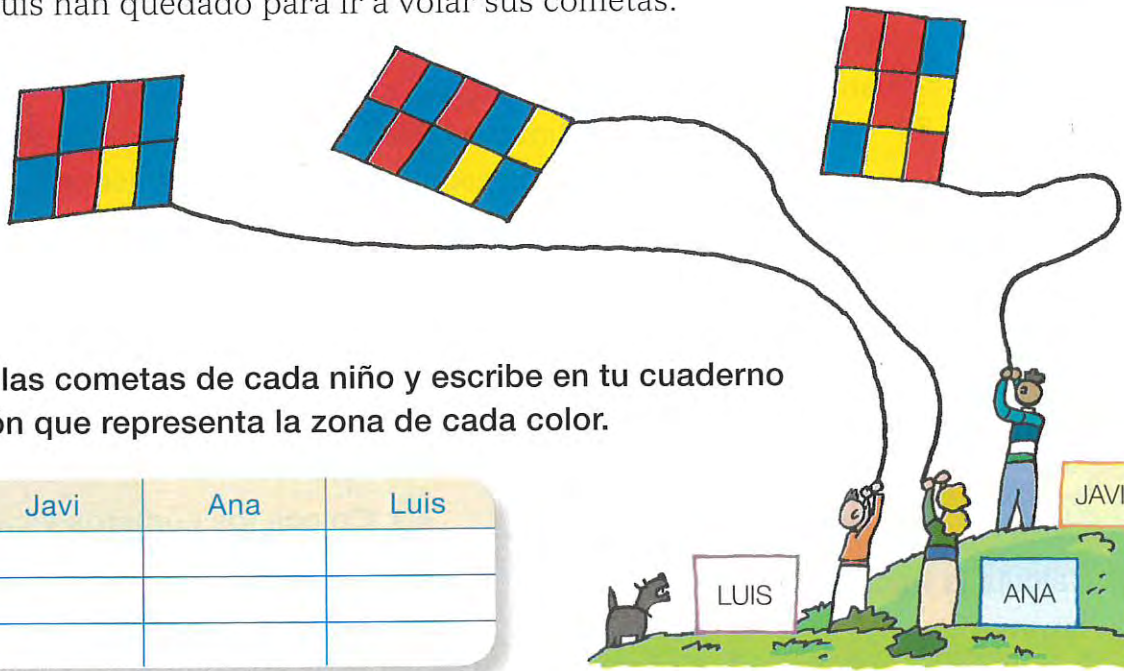 uis han quedado para ir a volar sus cometas.
las cometas de cada niño y escribe en tu cuaderno
ón que representa la zona de cada color.
Javi Ana Luis
JAVI
LUIS
ANA